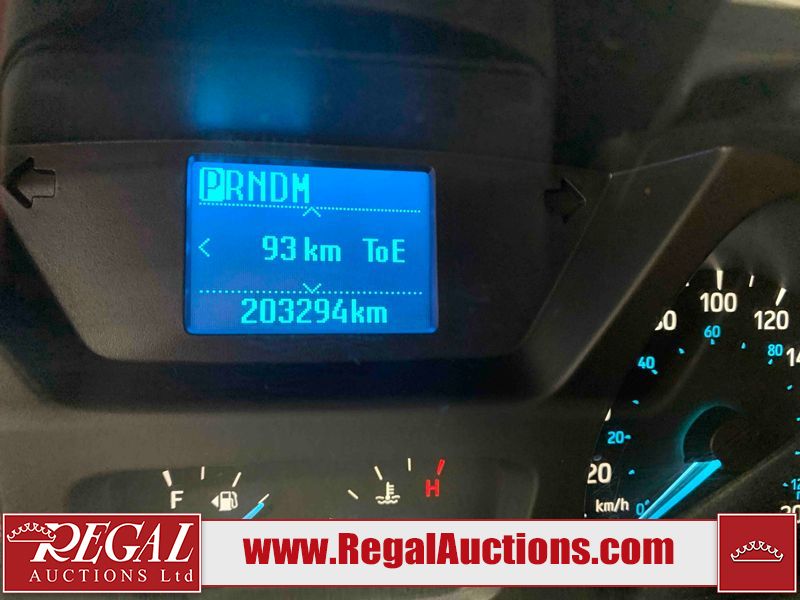 PRNDM
93 km ToE
203294km
100
120
80
60
40
20
20
0
km/h
F
H
REGAL
AUCTIONS Ltd
www.RegalAuctions.com